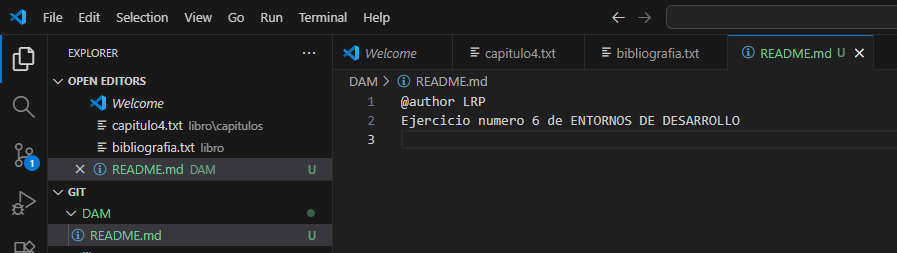 File Edit Selection View Go Run Terminal Help
EXPLORER
OPEN EDITORS
Welcome
capitulo4.txt libro\capitulos
bibliografia.txt libro
README.md DAM U
GIT
DAM
README.md U
1
Welcome capitulo4.txt bibliografia.txt README.md U
DAM > README.md
1 @author LRP
2 Ejercicio numero 6 de ENTORNOS DE DESARROLLO
3